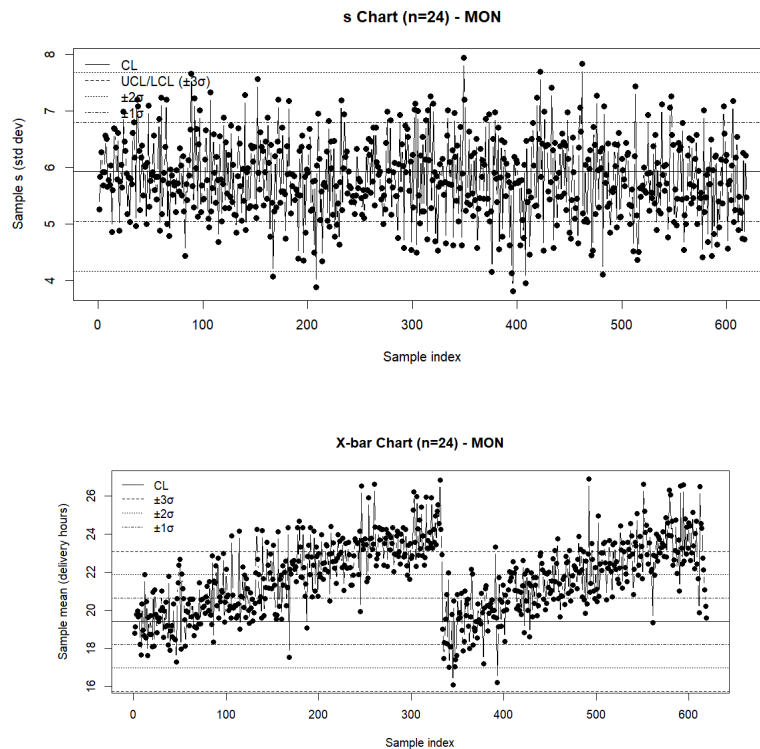 s Chart (n=24) - MON
Sample s (std dev)
8
7
6
5
4
CL
UCL/LCL (±3σ)
±2σ
±1σ
0 100 200 300 400 500 600
Sample index
X-bar Chart (n=24) - MON
Sample mean (delivery hours)
26
24
22
20
18
16
CL
±3σ
±2σ
±1σ
0 100 200 300 400 500 600
Sample index